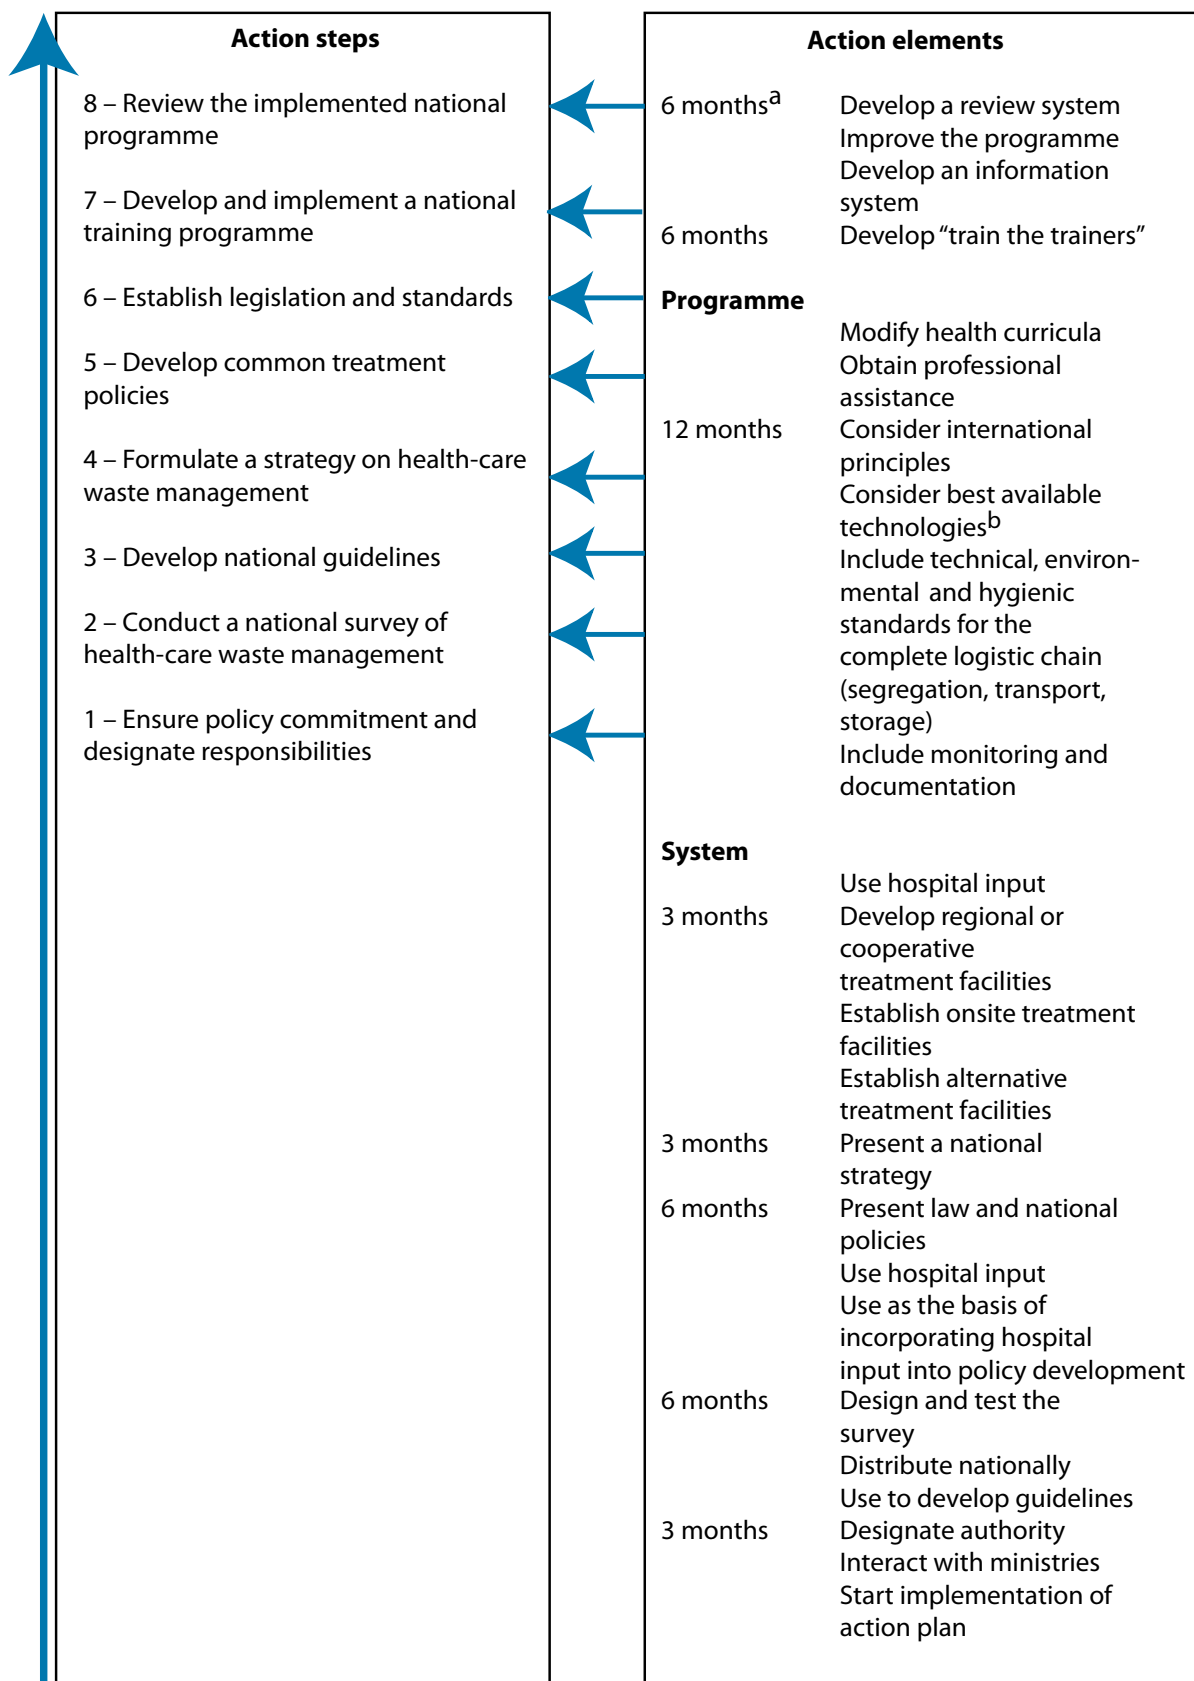 Action steps
8 – Review the implemented national
programme
7 – Develop and implement a national
training programme
6 – Establish legislation and standards
5 – Develop common treatment
policies
4 – Formulate a strategy on health-care
waste management
3 – Develop national guidelines
2 – Conduct a national survey of
health-care waste management
1 – Ensure policy commitment and
designate responsibilities
Action elements
6 months^a Develop a review system
Improve the programme
Develop an information
system
6 months Develop “train the trainers”
Programme
Modify health curricula
Obtain professional
assistance
12 months Consider international
principles
Consider best available
technologies^b
Include technical, environ-
mental and hygienic
standards for the
complete logistic chain
(segregation, transport,
storage)
Include monitoring and
documentation
System
Use hospital input
3 months Develop regional or
cooperative
treatment facilities
Establish onsite treatment
facilities
Establish alternative
treatment facilities
3 months Present a national
strategy
6 months Present law and national
policies
Use hospital input
Use as the basis of
incorporating hospital
input into policy development
6 months Design and test the
survey
Distribute nationally
Use to develop guidelines
3 months Designate authority
Interact with ministries
Start implementation of
action plan